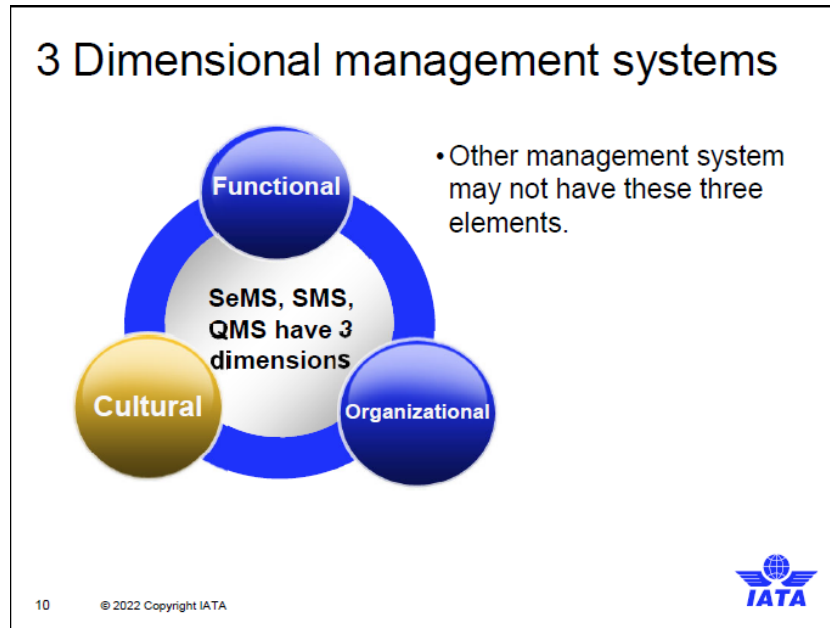 3 Dimensional management systems
Functional
• Other management system
may not have these three
elements.
SeMS, SMS,
QMS have 3
dimensions
Cultural
Organizational
10
© 2022 Copyright IATA
IATA